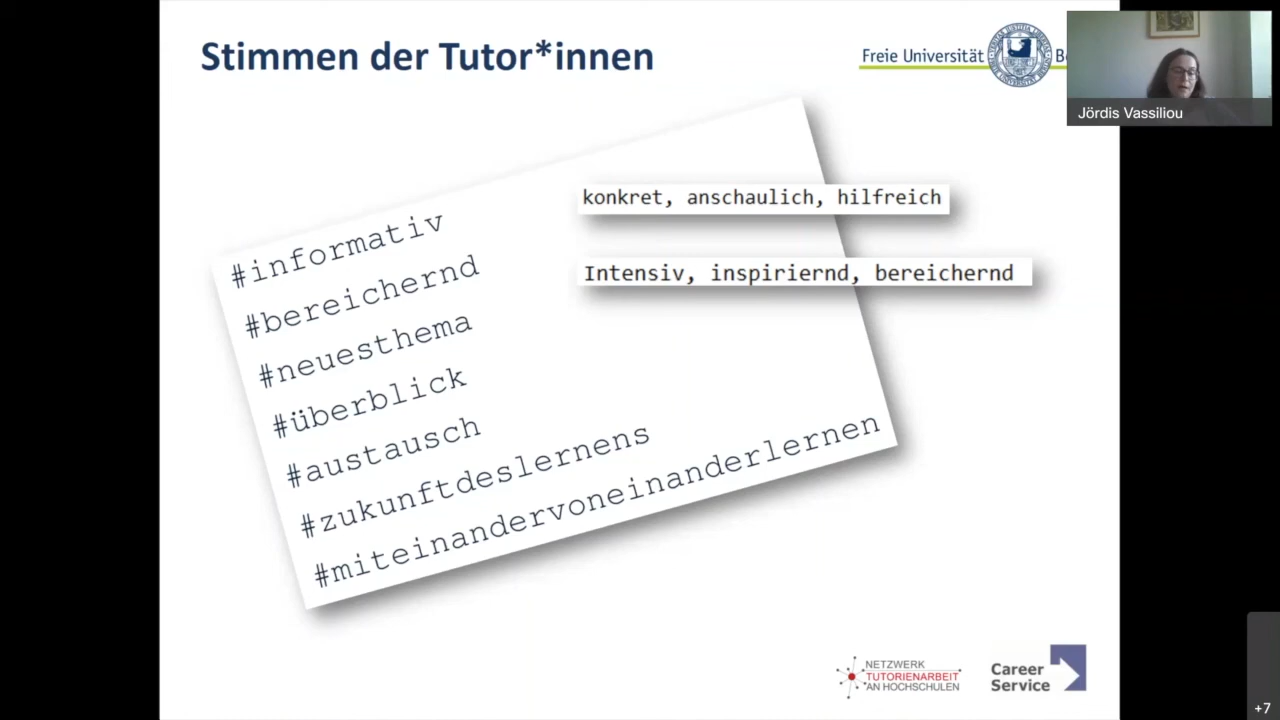 Stimmen der Tutor*innen
Freie Universität
Jördis Vassiliou
konkret, anschaulich, hilfreich
Intensiv, inspiriernd, bereichernd
#informativ
#bereichernd
#neuesthema
#überblick
#austausch
#zukunftdeslernens
#miteinandervoneinanderlernen
NETZWERK
TUTORIENARBEIT
AN HOCHSCHULEN
Career
Service
+7